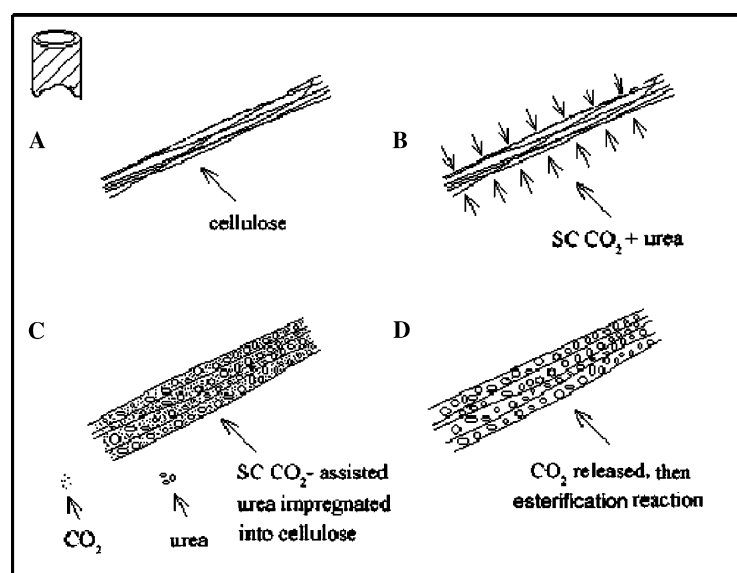 A
cellulose
B
SC CO₂ + urea
C
CO₂
urea
SC CO₂- assisted
urea impregnated
into cellulose
D
CO₂ released, then
esterification reaction